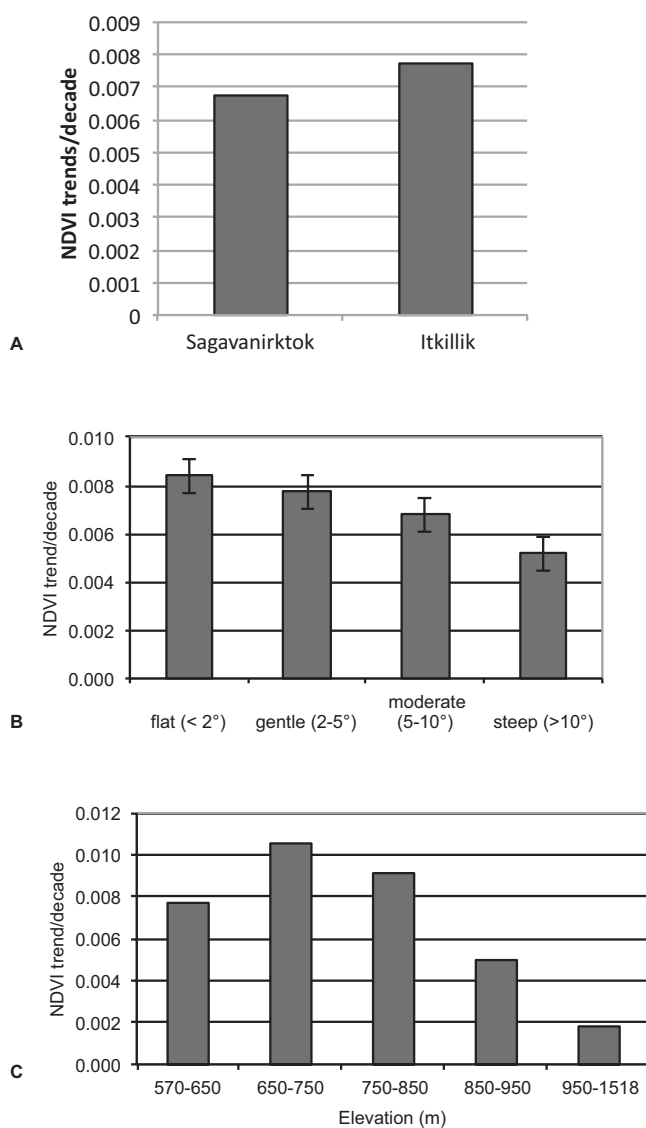 0.009
0.008
0.007
0.006
0.005
0.004
0.003
0.002
0.001
0
NDVI trends/decade
Sagavanirktok Itkillik
A
0.010
0.008
0.006
0.004
0.002
0.000
NDVI trend/decade
flat (< 2°) gentle (2-5°) moderate (5-10°) steep (>10°)
B
0.012
0.010
0.008
0.006
0.004
0.002
0.000
NDVI trend/decade
570-650 650-750 750-850 850-950 950-1518
Elevation (m)
C